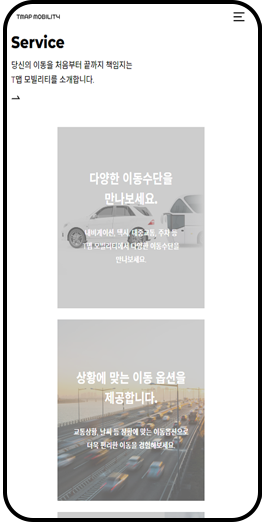 TMAP MOBILITY
Service
당신의 이동을 처음부터 끝까지 책임지는
T맵 모빌리티를 소개합니다.
다양한 이동수단을
만나보세요.
내비게이션, 택시, 대중교통, 주차 등
T맵 모빌리티에서 다양한 이동수단을
만나보세요.
상황에 맞는 이동 옵션을
제공합니다.
교통상황, 날씨 등 상황에 맞는 이동옵션으로
더욱 편리한 이동을 경험해보세요.